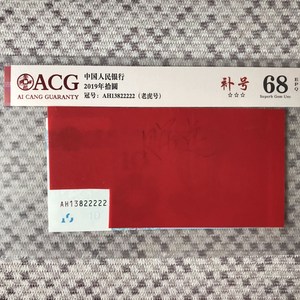 ACG
AI CANG GUARANTY
中国人民银行
2019年拾圆
冠号：AH13822222（老虎号）
补号
☆☆☆
68
Superb Gem Unc
AH13822222